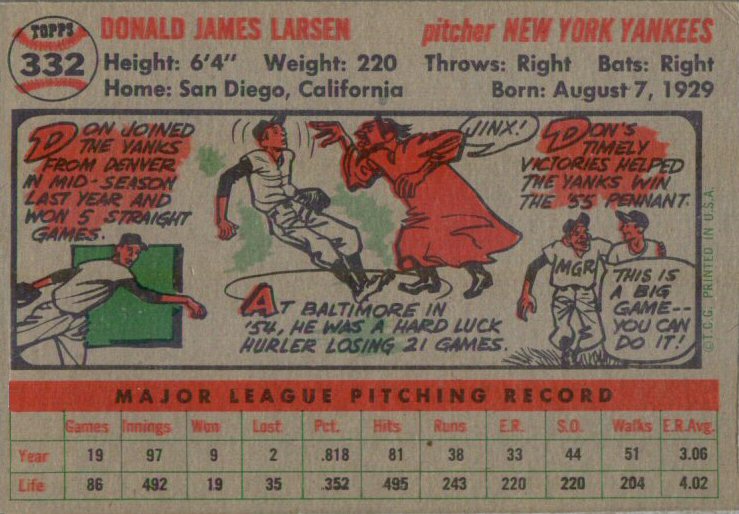 TOPPS
332
DONALD JAMES LARSEN pitcher NEW YORK YANKEES
Height: 6'4" Weight: 220 Throws: Right Bats: Right
Home: San Diego, California Born: August 7, 1929
DON JOINED
THE YANKS
FROM DENVER
IN MID-SEASON
LAST YEAR AND
WON 5 STRAIGHT
GAMES.
JINX!
AT BALTIMORE IN
'54, HE WAS A HARD LUCK
HURLER LOSING 21 GAMES.
DON'S
TIMELY
VICTORIES HELPED
THE YANKS WIN
THE '55 PENNANT.
MGR
THIS IS
A BIG
GAME--
YOU CAN
DO IT!
©T.C.G. PRINTED IN U.S.A.
MAJOR LEAGUE PITCHING RECORD
Games Innings Won Lost Pct. Hits Runs E.R. S.O. Walks E.R.Avg.
Year 19 97 9 2 .818 81 38 33 44 51 3.06
Life 86 492 19 35 .352 495 243 220 220 204 4.02